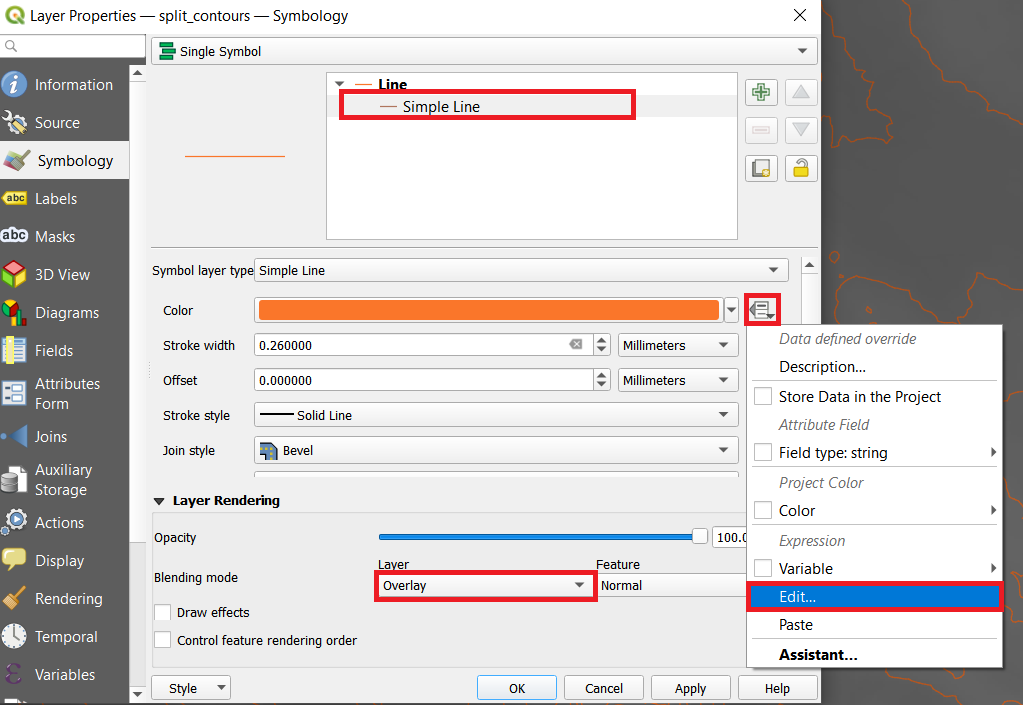 Layer Properties — split_contours — Symbology
Single Symbol
Information
Source
Symbology
Labels
Masks
3D View
Diagrams
Fields
Attributes
Form
Joins
Auxiliary
Storage
Actions
Display
Rendering
Temporal
Variables
abc
abc
Line
Simple Line
Symbol layer type Simple Line
Color
Stroke width 0.260000 Millimeters
Offset 0.000000 Millimeters
Stroke style Solid Line
Join style Bevel
Layer Rendering
Opacity 100.0
Layer Feature
Blending mode Overlay Normal
Draw effects
Control feature rendering order
Style OK Cancel Apply Help
Data defined override
Description...
Store Data in the Project
Attribute Field
Field type: string
Project Color
Color
Expression
Variable
Edit...
Paste
Assistant...